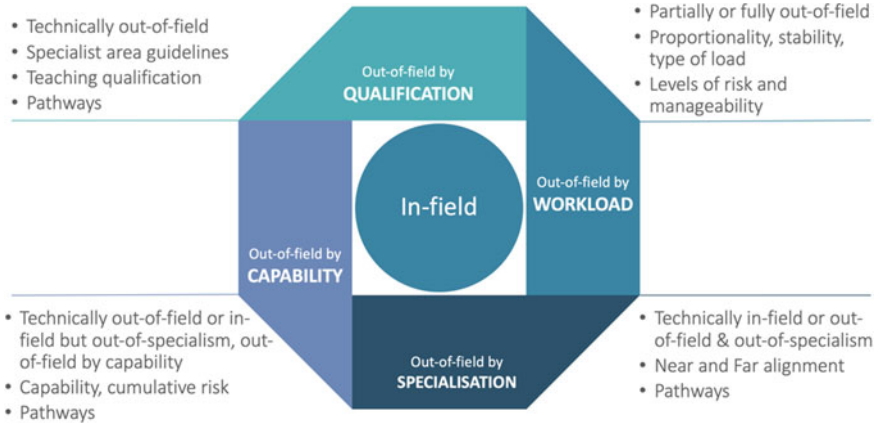 • Technically out-of-field
• Specialist area guidelines
• Teaching qualification
• Pathways
• Partially or fully out-of-field
• Proportionality, stability,
type of load
• Levels of risk and
manageability
Out-of-field by
QUALIFICATION
Out-of-field by
WORKLOAD
In-field
Out-of-field by
CAPABILITY
Out-of-field by
SPECIALISATION
• Technically out-of-field or in-
field but out-of-specialism, out-
of-field by capability
• Capability, cumulative risk
• Pathways
• Technically in-field or out-
of-field & out-of-specialism
• Near and Far alignment
• Pathways